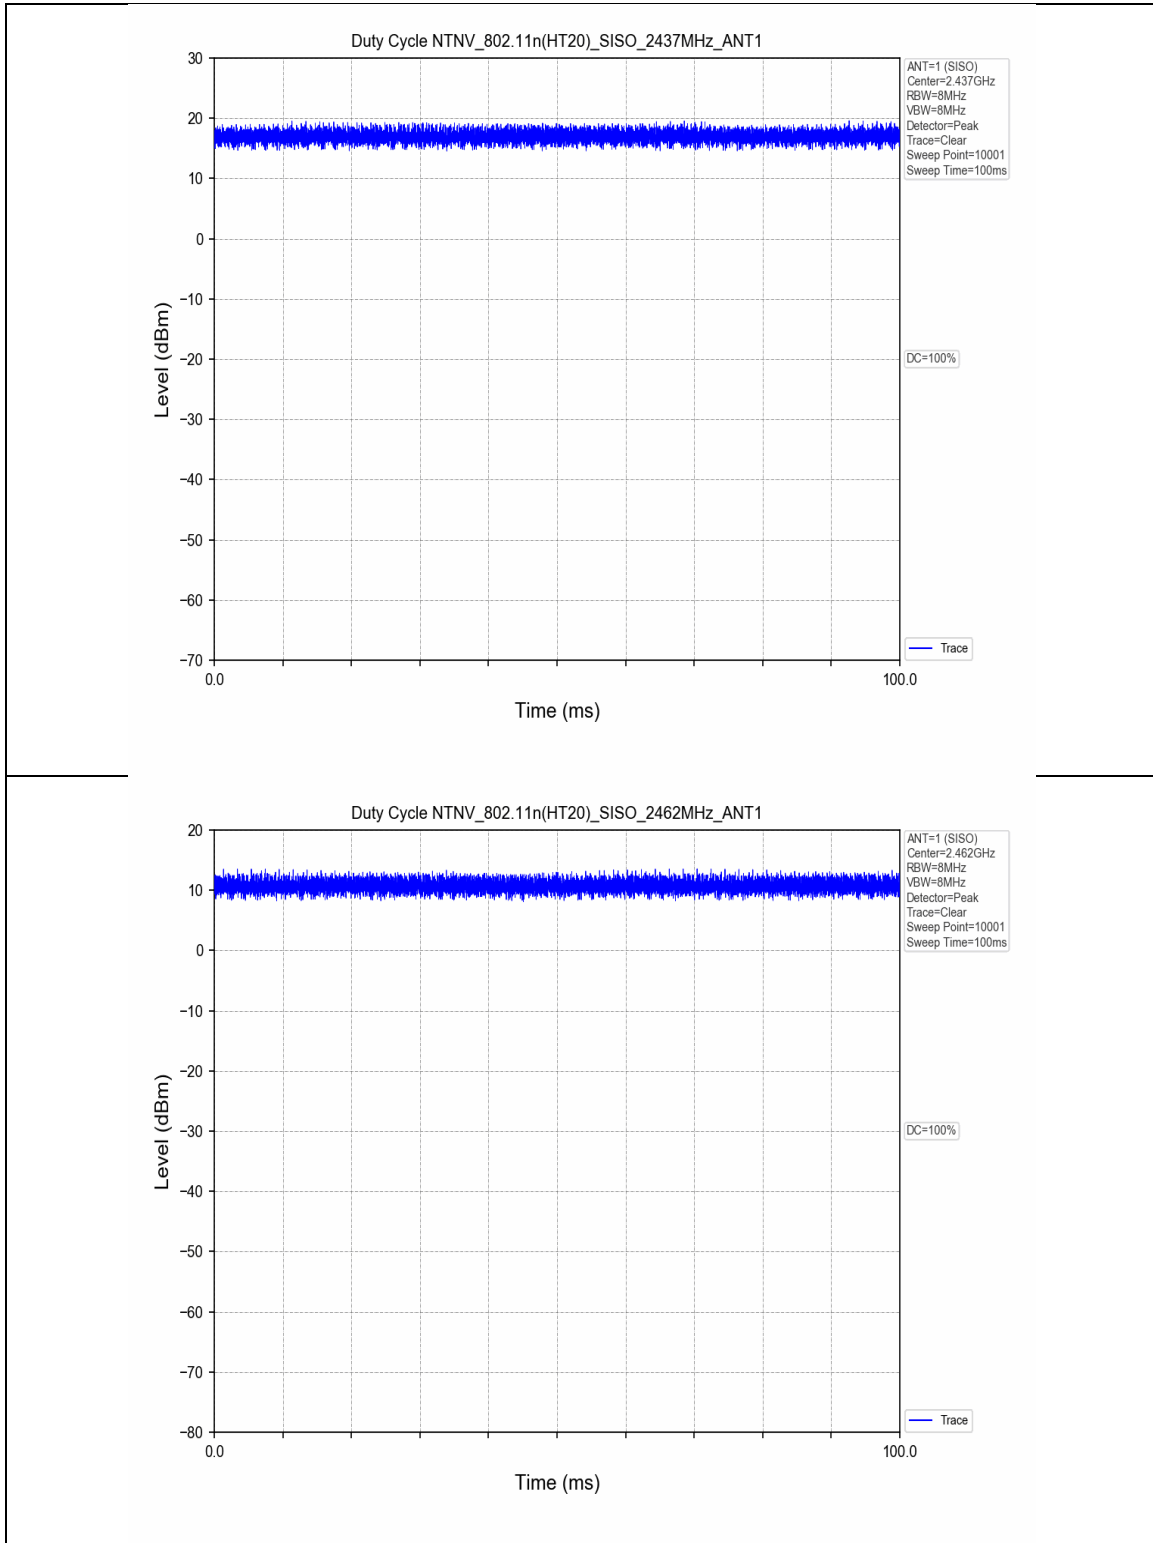 Duty Cycle NTNV_802.11n(HT20)_SISO_2437MHz_ANT1
30
20
10
0
−10
−20
−30
−40
−50
−60
−70
Level (dBm)
0.0
100.0
Time (ms)
ANT=1 (SISO)
Center=2.437GHz
RBW=8MHz
VBW=8MHz
Detector=Peak
Trace=Clear
Sweep Point=10001
Sweep Time=100ms
DC=100%
Trace
Duty Cycle NTNV_802.11n(HT20)_SISO_2462MHz_ANT1
20
10
0
−10
−20
−30
−40
−50
−60
−70
−80
Level (dBm)
0.0
100.0
Time (ms)
ANT=1 (SISO)
Center=2.462GHz
RBW=8MHz
VBW=8MHz
Detector=Peak
Trace=Clear
Sweep Point=10001
Sweep Time=100ms
DC=100%
Trace